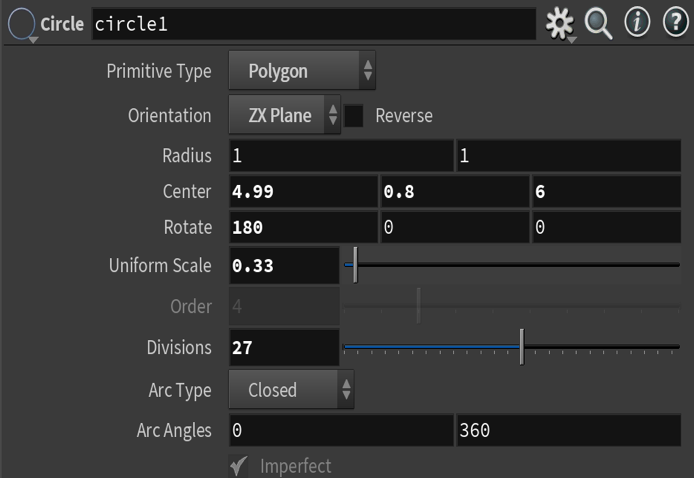 Circle circle1
Primitive Type Polygon
Orientation ZX Plane Reverse
Radius 1 1
Center 4.99 0.8 6
Rotate 180 0 0
Uniform Scale 0.33
Order 4
Divisions 27
Arc Type Closed
Arc Angles 0 360
Imperfect